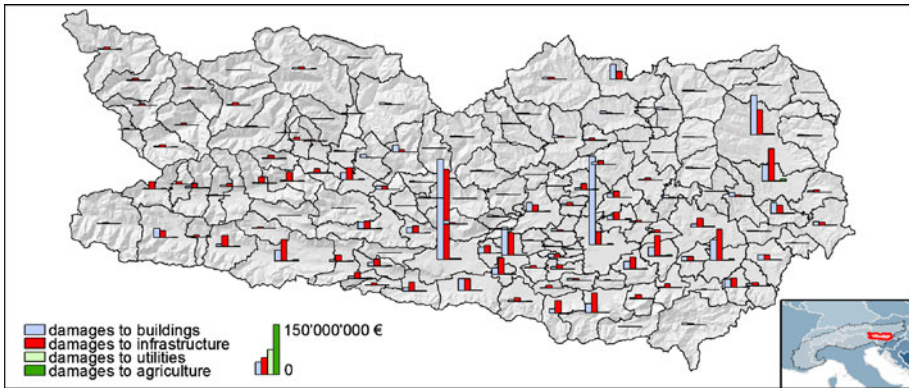 damages to buildings
damages to infrastructure
damages to utilities
damages to agriculture
150'000'000 €
0